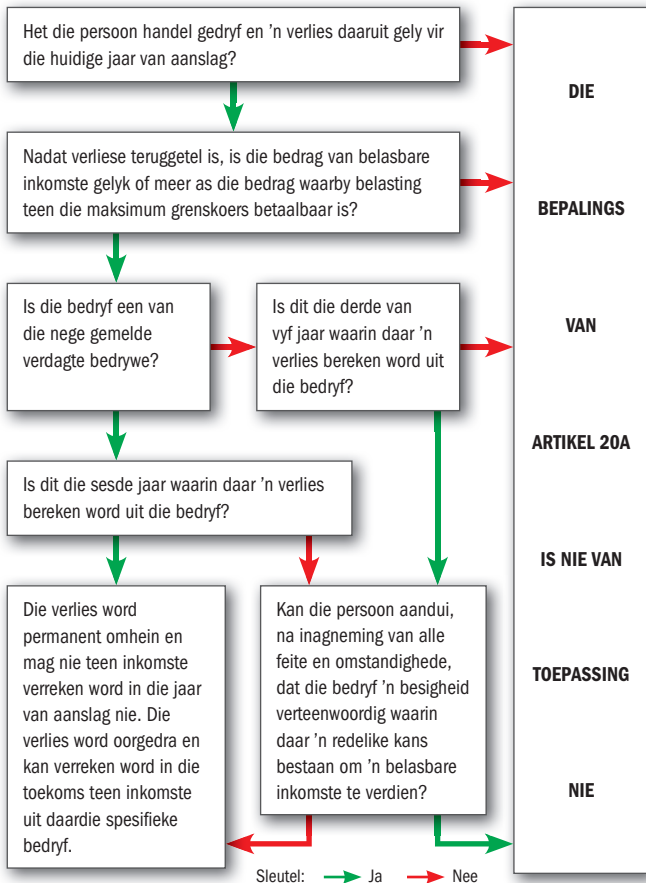 Het die persoon handel gedryf en 'n verlies daaruit gely vir
die huidige jaar van aanslag?
Nadat verliese teruggetel is, is die bedrag van belasbare
inkomste gelyk of meer as die bedrag waarby belasting
teen die maksimum grenskoers betaalbaar is?
Is die bedryf een van
die nege gemelde
verdagte bedrywe?
Is dit die derde van
vyf jaar waarin daar 'n
verlies bereken word uit
die bedryf?
Is dit die sesde jaar waarin daar 'n verlies
bereken word uit die bedryf?
Die verlies word
permanent omhein en
mag nie teen inkomste
verreken word in die jaar
van aanslag nie. Die
verlies word oorgedra en
kan verreken word in die
toekoms teen inkomste
uit daardie spesifieke
bedryf.
Kan die persoon aandui,
na inagneming van alle
feite en omstandighede,
dat die bedryf 'n besigheid
verteenwoordig waarin
daar 'n redelike kans
bestaan om 'n belasbare
inkomste te verdien?
DIE
BEPALINGS
VAN
ARTIKEL 20A
IS NIE VAN
TOEPASSING
NIE
Sleutel: Ja Nee